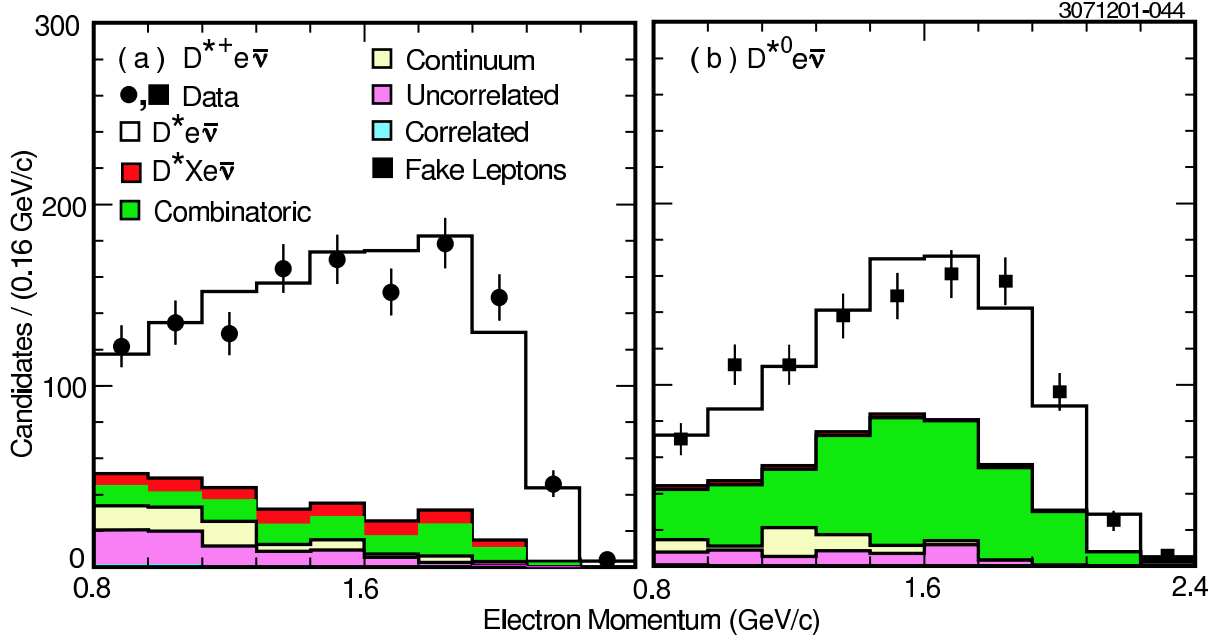 3071201-044
300
200
100
0
Candidates / (0.16 GeV/c)
(a) D*+eν̄
●,■ Data
D*eν̄
D*Xeν̄
Combinatoric
Continuum
Uncorrelated
Correlated
Fake Leptons
(b) D*0eν̄
0.8 1.6 0.8 1.6 2.4
Electron Momentum (GeV/c)